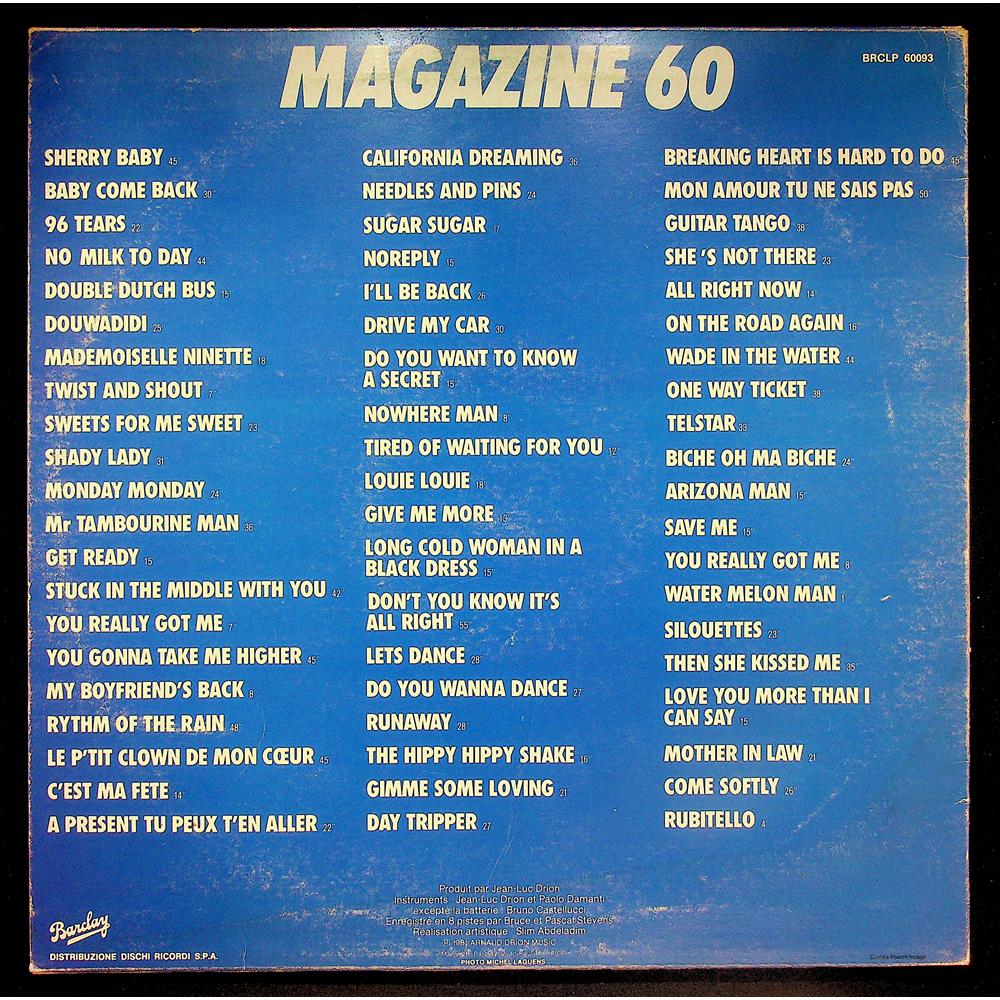 MAGAZINE 60
BRCLP 60093
SHERRY BABY 45"
BABY COME BACK 30"
96 TEARS 22"
NO MILK TO DAY 44"
DOUBLE DUTCH BUS 15"
DOUWADIDI 25"
MADEMOISELLE NINETTE 18"
TWIST AND SHOUT 7"
SWEETS FOR ME SWEET 23"
SHADY LADY 31"
MONDAY MONDAY 24"
Mr TAMBOURINE MAN 36"
GET READY 15"
STUCK IN THE MIDDLE WITH YOU 42"
YOU REALLY GOT ME 7"
YOU GONNA TAKE ME HIGHER 45"
MY BOYFRIEND'S BACK 8"
RYTHM OF THE RAIN 48"
LE P'TIT CLOWN DE MON CŒUR 45"
C'EST MA FETE 14"
A PRESENT TU PEUX T'EN ALLER 22"
CALIFORNIA DREAMING 36"
NEEDLES AND PINS 24"
SUGAR SUGAR
NOREPLY 15"
I'LL BE BACK 26"
DRIVE MY CAR 30"
DO YOU WANT TO KNOW
A SECRET 15"
NOWHERE MAN 8"
TIRED OF WAITING FOR YOU 12"
LOUIE LOUIE 18"
GIVE ME MORE 13"
LONG COLD WOMAN IN A
BLACK DRESS 15"
DON'T YOU KNOW IT'S
ALL RIGHT 55"
LETS DANCE 28"
DO YOU WANNA DANCE 27"
RUNAWAY 28"
THE HIPPY HIPPY SHAKE 16"
GIMME SOME LOVING 21"
DAY TRIPPER 27"
BREAKING HEART IS HARD TO DO 45"
MON AMOUR TU NE SAIS PAS 50"
GUITAR TANGO 38"
SHE 'S NOT THERE 23"
ALL RIGHT NOW 14"
ON THE ROAD AGAIN 16"
WADE IN THE WATER 44"
ONE WAY TICKET 38"
TELSTAR 33"
BICHE OH MA BICHE 24"
ARIZONA MAN 15"
SAVE ME 15"
YOU REALLY GOT ME 8"
WATER MELON MAN
SILOUETTES 23"
THEN SHE KISSED ME 35"
LOVE YOU MORE THAN I
CAN SAY 15"
MOTHER IN LAW 21"
COME SOFTLY 26"
RUBITELLO 4"
Produit par Jean-Luc Drion
Instruments : Jean-Luc Drion et Paolo Damanti
excepté la batterie : Bruno Castellucci
Enregistré en 8 pistes par Bruce et Pascal Stevens
Réalisation artistique : Slim Abdeladim
(P) 1981 ARNAUD DRION MUSIC
PHOTO MICHEL LAGUENS
Barclay
DISTRIBUZIONE DISCHI RICORDI S.P.A.